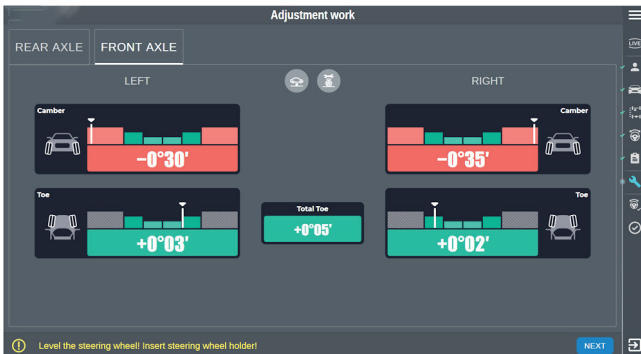 Adjustment work
REAR AXLE
FRONT AXLE
LIVE
LEFT
RIGHT
Camber
-0°30'
Camber
-0°35'
Toe
+0°03'
Total Toe
+0°05'
Toe
+0°02'
Level the steering wheel! Insert steering wheel holder!
NEXT